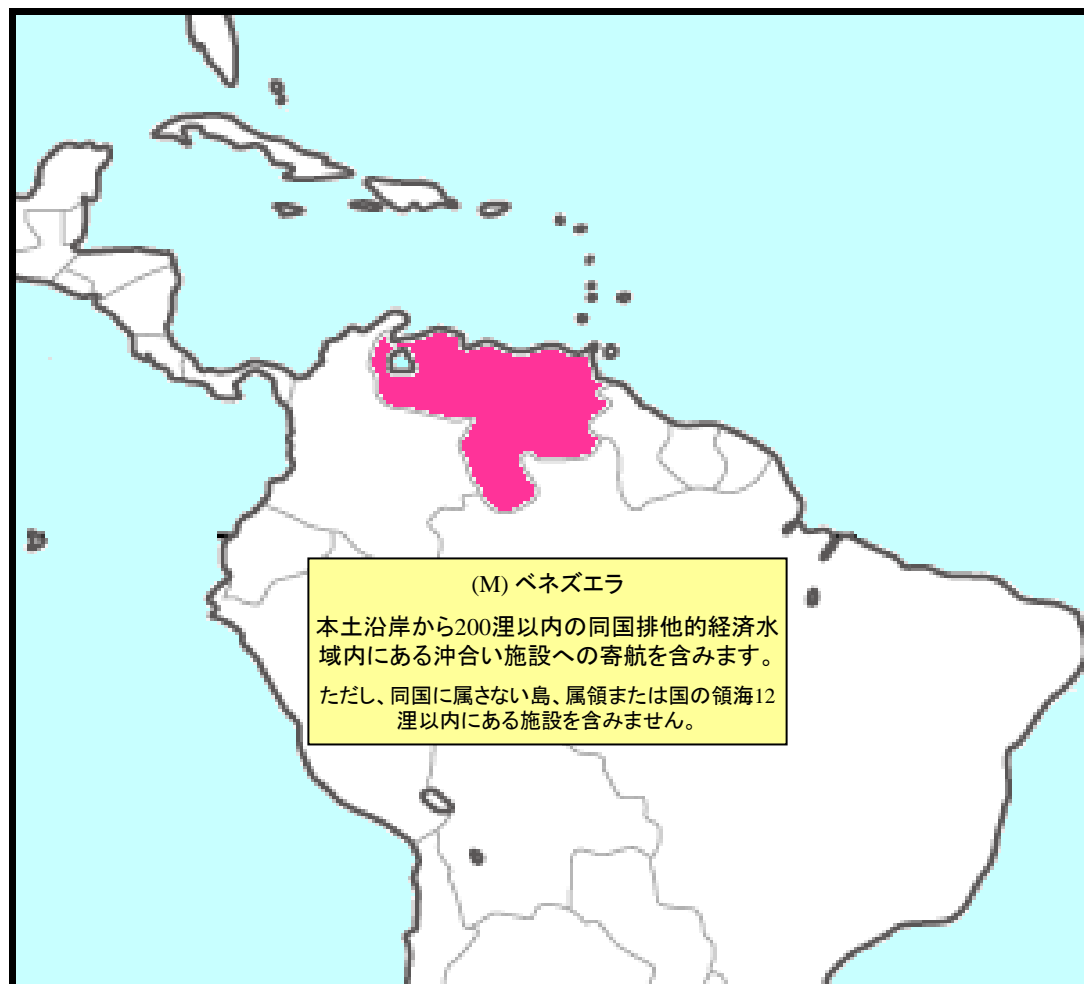 (M) ベネズエラ
本土沿岸から200浬以内の同国排他的経済水
域内にある沖合い施設への寄航を含みます。
ただし、同国に属さない島、属領または国の領海12
浬以内にある施設を含みません。